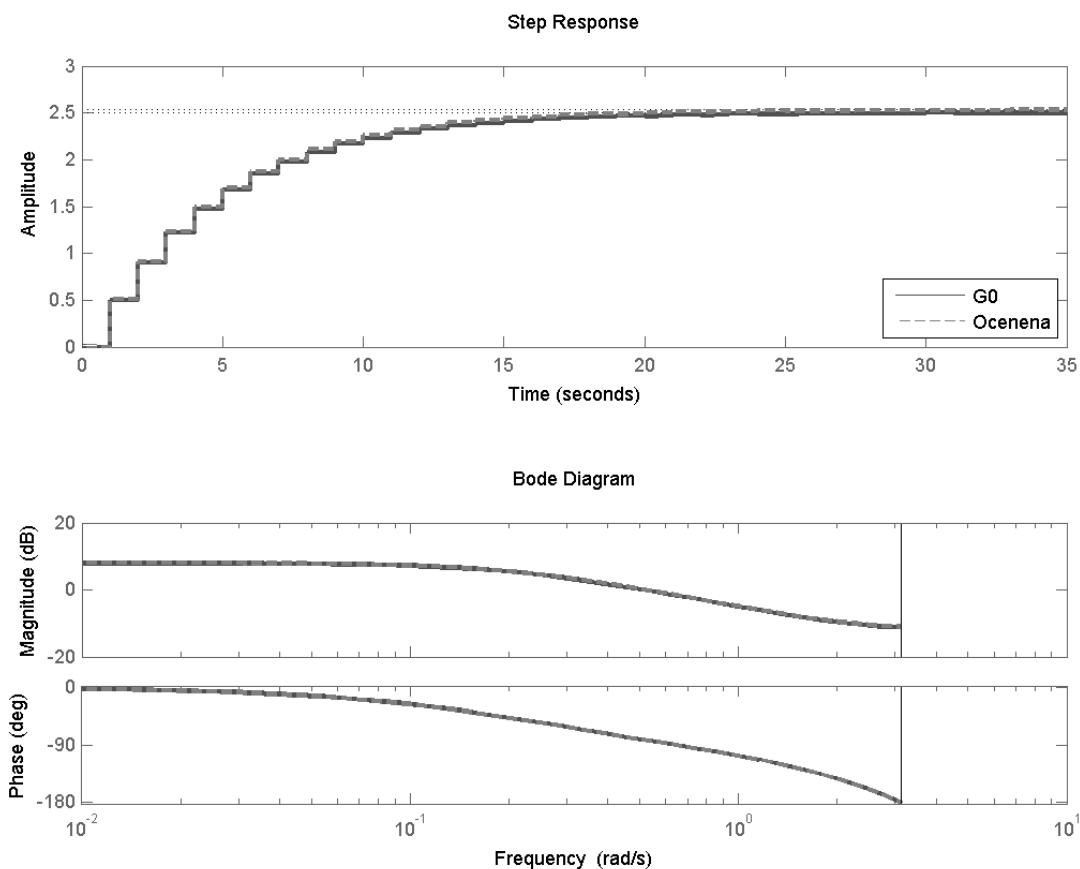 Step Response
3
2.5
2
1.5
1
0.5
0
Amplitude
G0
Ocenena
0 5 10 15 20 25 30 35
Time (seconds)
Bode Diagram
20
0
-20
Magnitude (dB)
0
-90
-180
Phase (deg)
10^-2 10^-1 10^0 10^1
Frequency (rad/s)